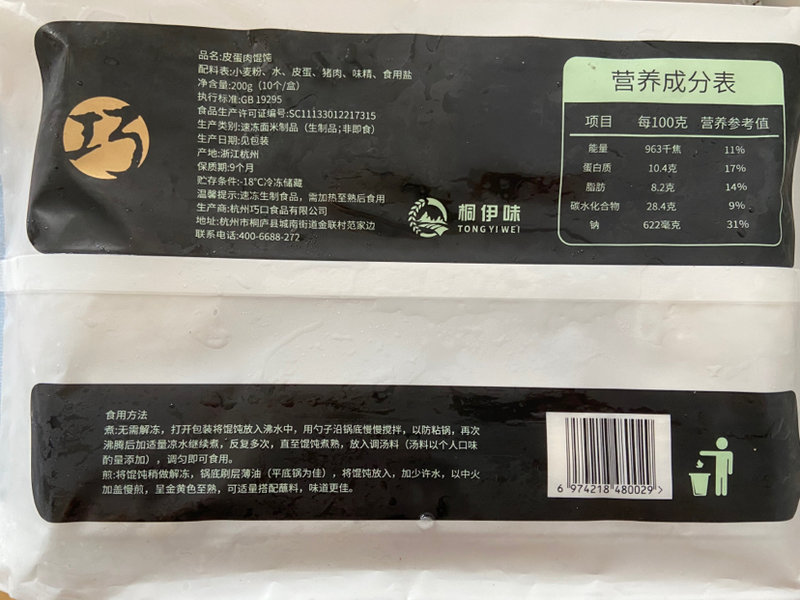 巧
品名:皮蛋肉馄饨
配料表:小麦粉、水、皮蛋、猪肉、味精、食用盐
净含量:200g（10个/盒）
执行标准:GB 19295
食品生产许可证编号:SC11133012217315
生产类别:速冻面米制品（生制品;非即食）
生产日期:见包装
产地:浙江杭州
保质期:9个月
贮存条件:-18℃冷冻储藏
温馨提示:速冻生制食品，需加热至熟后食用
生产商:杭州巧口食品有限公司
地址:杭州市桐庐县城南街道金联村范家边
联系电话:400-6688-272
桐伊味
TONG YI WEI
营养成分表
项目 每100克 营养参考值
能量 963千焦 11%
蛋白质 10.4克 17%
脂肪 8.2克 14%
碳水化合物 28.4克 9%
钠 622毫克 31%
食用方法
煮:无需解冻，打开包装将馄饨放入沸水中，用勺子沿锅底慢慢搅拌，以防粘锅，再次
沸腾后加适量凉水继续煮，反复多次，直至馄饨煮熟，放入调汤料（汤料以个人口味
酌量添加），调匀即可食用。
煎:将馄饨稍做解冻，锅底刷层薄油（平底锅为佳），将馄饨放入，加少许水，以中火
加盖慢煎，呈金黄色至熟，可适量搭配蘸料，味道更佳。
6 974218 480029 >